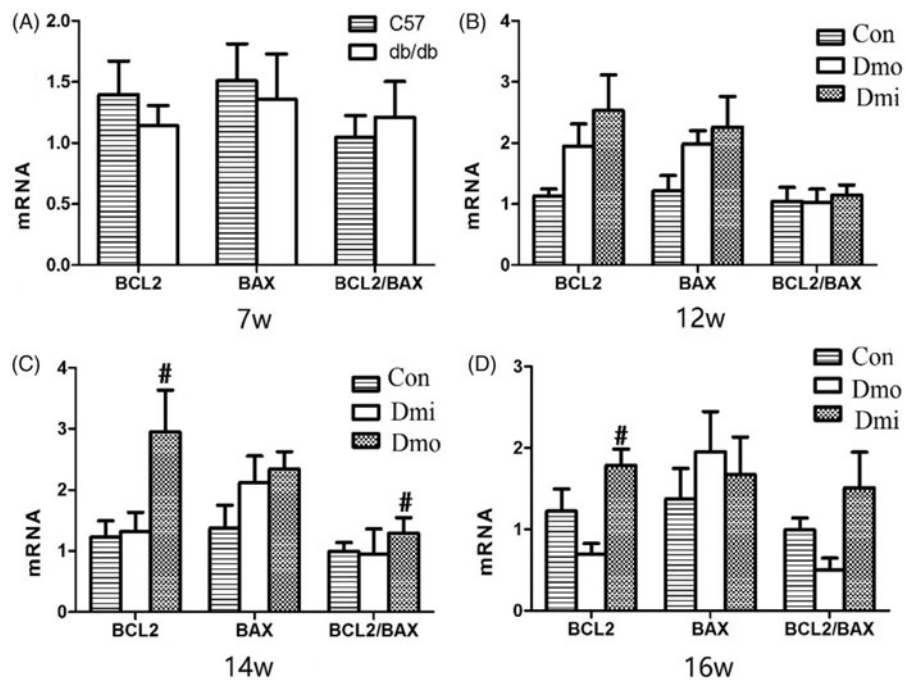 (A)
2.0
1.5
1.0
0.5
0.0
mRNA
C57
db/db
BCL2 BAX BCL2/BAX
7w
(B)
4
3
2
1
0
mRNA
Con
Dmo
Dmi
BCL2 BAX BCL2/BAX
12w
(C)
4
3
2
1
0
mRNA
#
#
Con
Dmi
Dmo
BCL2 BAX BCL2/BAX
14w
(D)
3
2
1
0
mRNA
#
Con
Dmo
Dmi
BCL2 BAX BCL2/BAX
16w